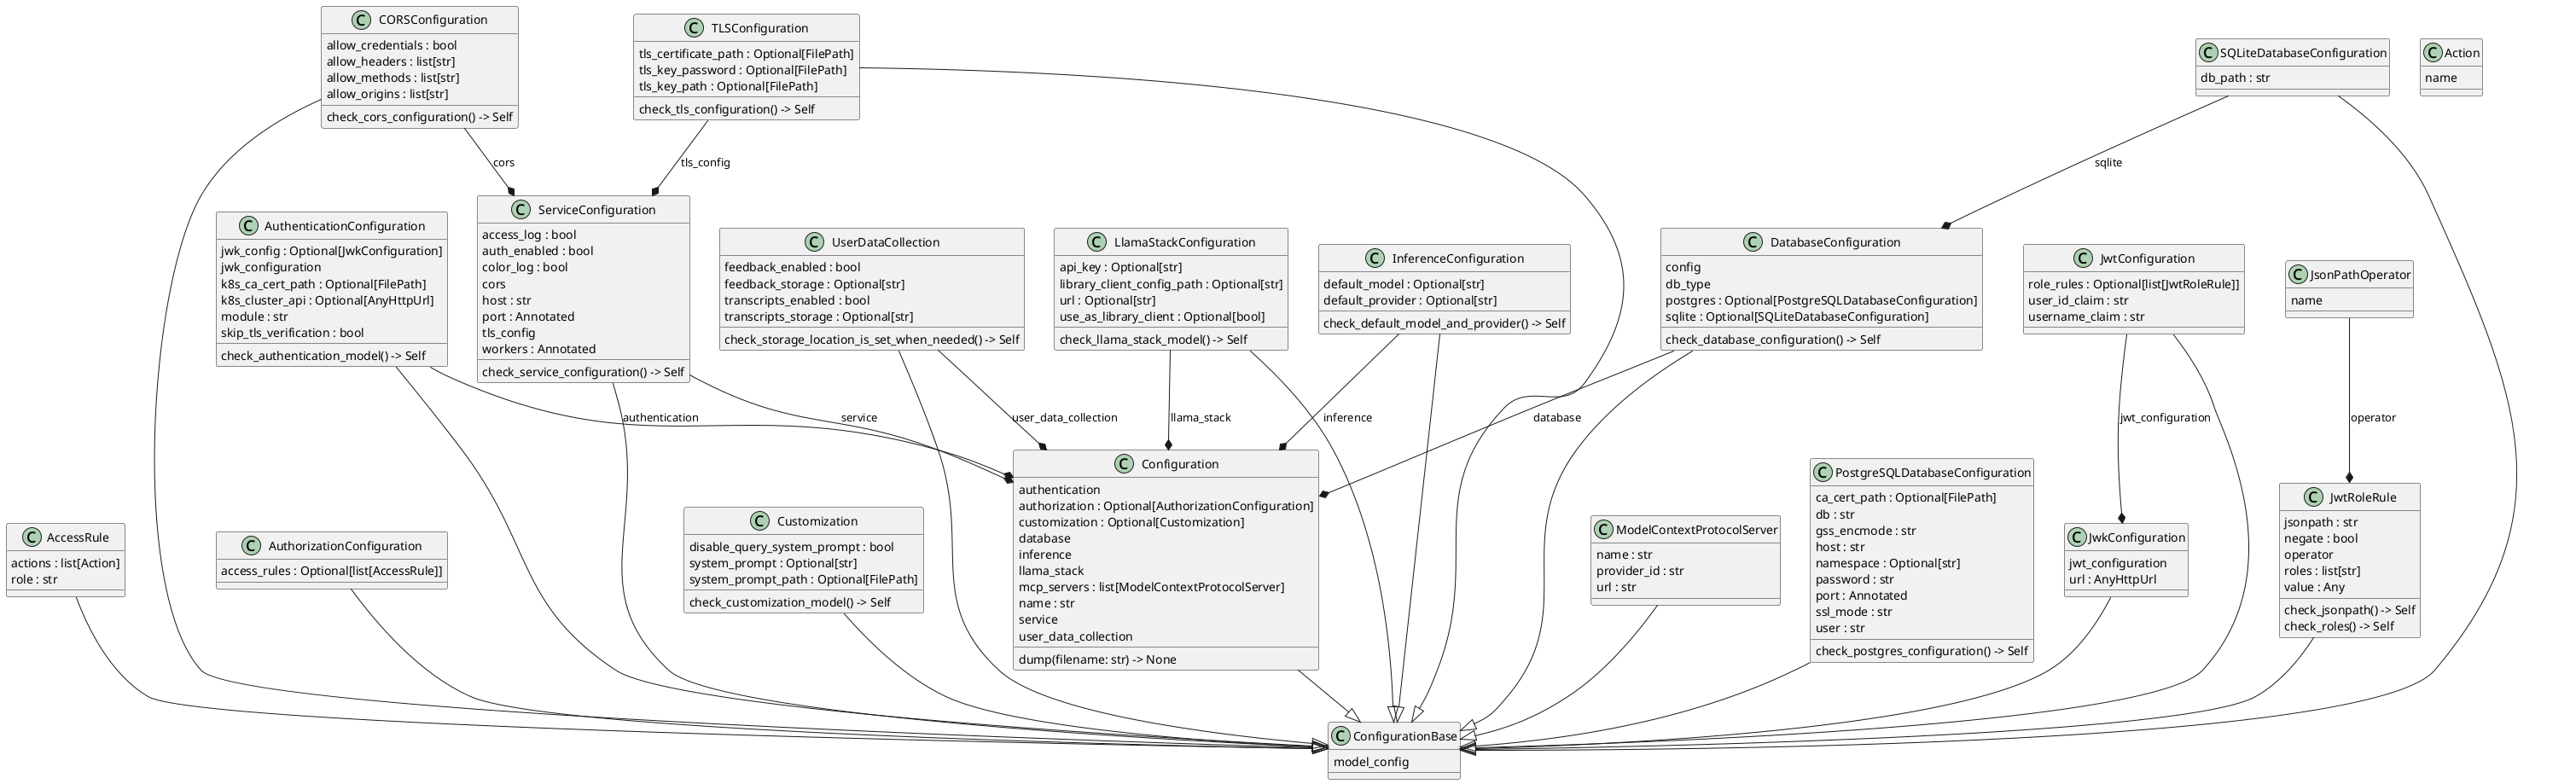 C CORSConfiguration
allow_credentials : bool
allow_headers : list[str]
allow_methods : list[str]
allow_origins : list[str]
check_cors_configuration() -> Self
C TLSConfiguration
tls_certificate_path : Optional[FilePath]
tls_key_password : Optional[FilePath]
tls_key_path : Optional[FilePath]
check_tls_configuration() -> Self
C SQLiteDatabaseConfiguration
db_path : str
C Action
name
cors
tls_config
sqlite
C AuthenticationConfiguration
jwk_config : Optional[JwkConfiguration]
jwk_configuration
k8s_ca_cert_path : Optional[FilePath]
k8s_cluster_api : Optional[AnyHttpUrl]
module : str
skip_tls_verification : bool
check_authentication_model() -> Self
C ServiceConfiguration
access_log : bool
auth_enabled : bool
color_log : bool
cors
host : str
port : Annotated
tls_config
workers : Annotated
check_service_configuration() -> Self
C UserDataCollection
feedback_enabled : bool
feedback_storage : Optional[str]
transcripts_enabled : bool
transcripts_storage : Optional[str]
check_storage_location_is_set_when_needed() -> Self
C LlamaStackConfiguration
api_key : Optional[str]
library_client_config_path : Optional[str]
url : Optional[str]
use_as_library_client : Optional[bool]
check_llama_stack_model() -> Self
C InferenceConfiguration
default_model : Optional[str]
default_provider : Optional[str]
check_default_model_and_provider() -> Self
C DatabaseConfiguration
config
db_type
postgres : Optional[PostgreSQLDatabaseConfiguration]
sqlite : Optional[SQLiteDatabaseConfiguration]
check_database_configuration() -> Self
C JwtConfiguration
role_rules : Optional[list[JwtRoleRule]]
user_id_claim : str
username_claim : str
C JsonPathOperator
name
authentication
service
user_data_collection
llama_stack
inference
database
jwt_configuration
operator
C AccessRule
actions : list[Action]
role : str
C AuthorizationConfiguration
access_rules : Optional[list[AccessRule]]
C Customization
disable_query_system_prompt : bool
system_prompt : Optional[str]
system_prompt_path : Optional[FilePath]
check_customization_model() -> Self
C Configuration
authentication
authorization : Optional[AuthorizationConfiguration]
customization : Optional[Customization]
database
inference
llama_stack
mcp_servers : list[ModelContextProtocolServer]
name : str
service
user_data_collection
dump(filename: str) -> None
C ModelContextProtocolServer
name : str
provider_id : str
url : str
C PostgreSQLDatabaseConfiguration
ca_cert_path : Optional[FilePath]
db : str
gss_encmode : str
host : str
namespace : Optional[str]
password : str
port : Annotated
ssl_mode : str
user : str
check_postgres_configuration() -> Self
C JwkConfiguration
jwt_configuration
url : AnyHttpUrl
C JwtRoleRule
jsonpath : str
negate : bool
operator
roles : list[str]
value : Any
check_jsonpath() -> Self
check_roles() -> Self
C ConfigurationBase
model_config